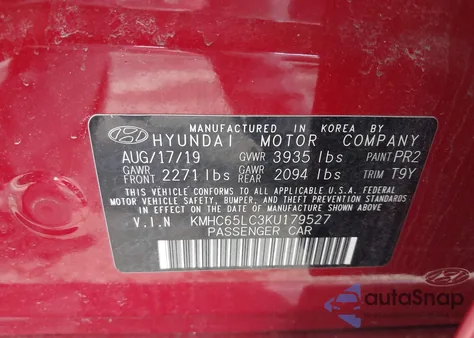 MANUFACTURED IN KOREA BY
HYUNDAI MOTOR COMPANY
AUG/17/19 GVWR 3935 lbs PAINT PR2
GAWR FRONT 2271 lbs GAWR REAR 2094 lbs TRIM T9Y
THIS VEHICLE CONFORMS TO ALL APPLICABLE U.S.A. FEDERAL
MOTOR VEHICLE SAFETY, BUMPER, AND THEFT PREVENTION
STANDARDS IN EFFECT ON THE DATE OF MANUFACTURE
SHOWN ABOVE.
V.I.N KMHC65LC3KU179527
PASSENGER CAR
autoSnap